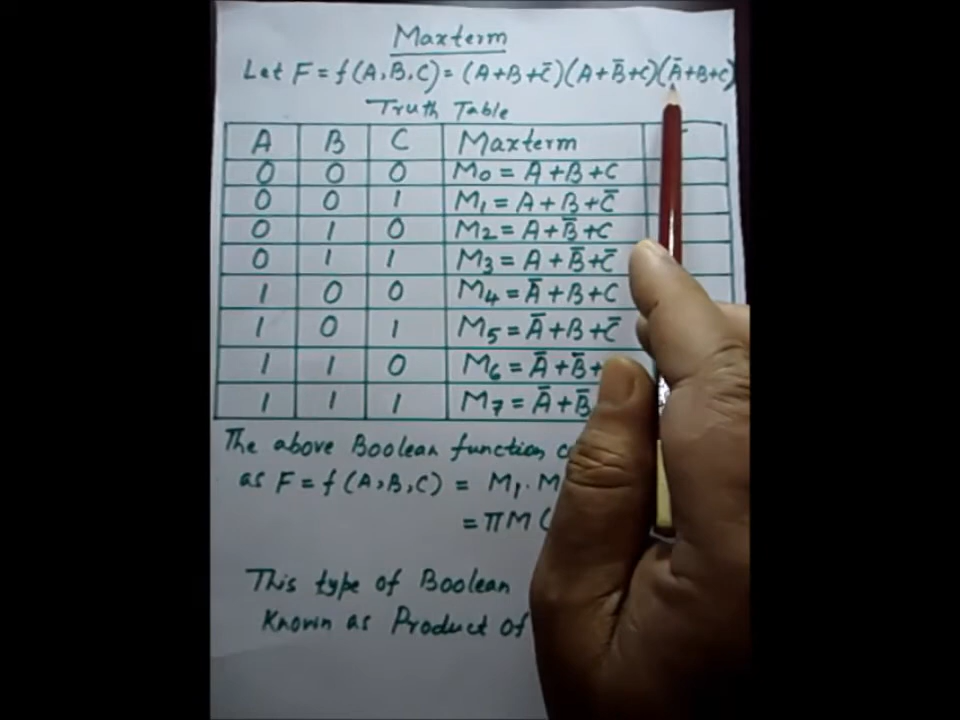 Maxterm
Let F = f(A, B, C) = (A+B+C̅)(A+B̅+C)(A̅+B+C)
Truth Table
A B C Maxterm
0 0 0 M₀ = A+B+C
0 0 1 M₁ = A+B+C̅
0 1 0 M₂ = A+B̅+C
0 1 1 M₃ = A+B̅+C̅
1 0 0 M₄ = A̅+B+C
1 0 1 M₅ = A̅+B+C̅
1 1 0 M₆ = A̅+B̅+
1 1 1 M₇ = A̅+B̅
The above Boolean function
as F = f(A, B, C) = M₁. M
= πM (
This type of Boolean
Known as Product of